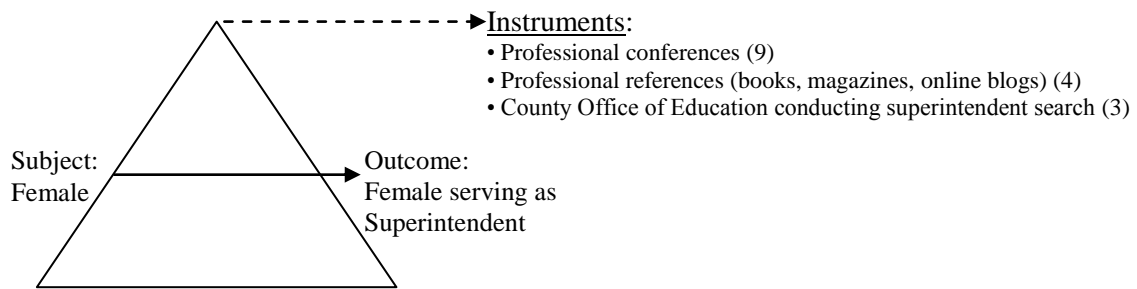 Instruments:
• Professional conferences (9)
• Professional references (books, magazines, online blogs) (4)
• County Office of Education conducting superintendent search (3)
Subject:
Female
Outcome:
Female serving as
Superintendent